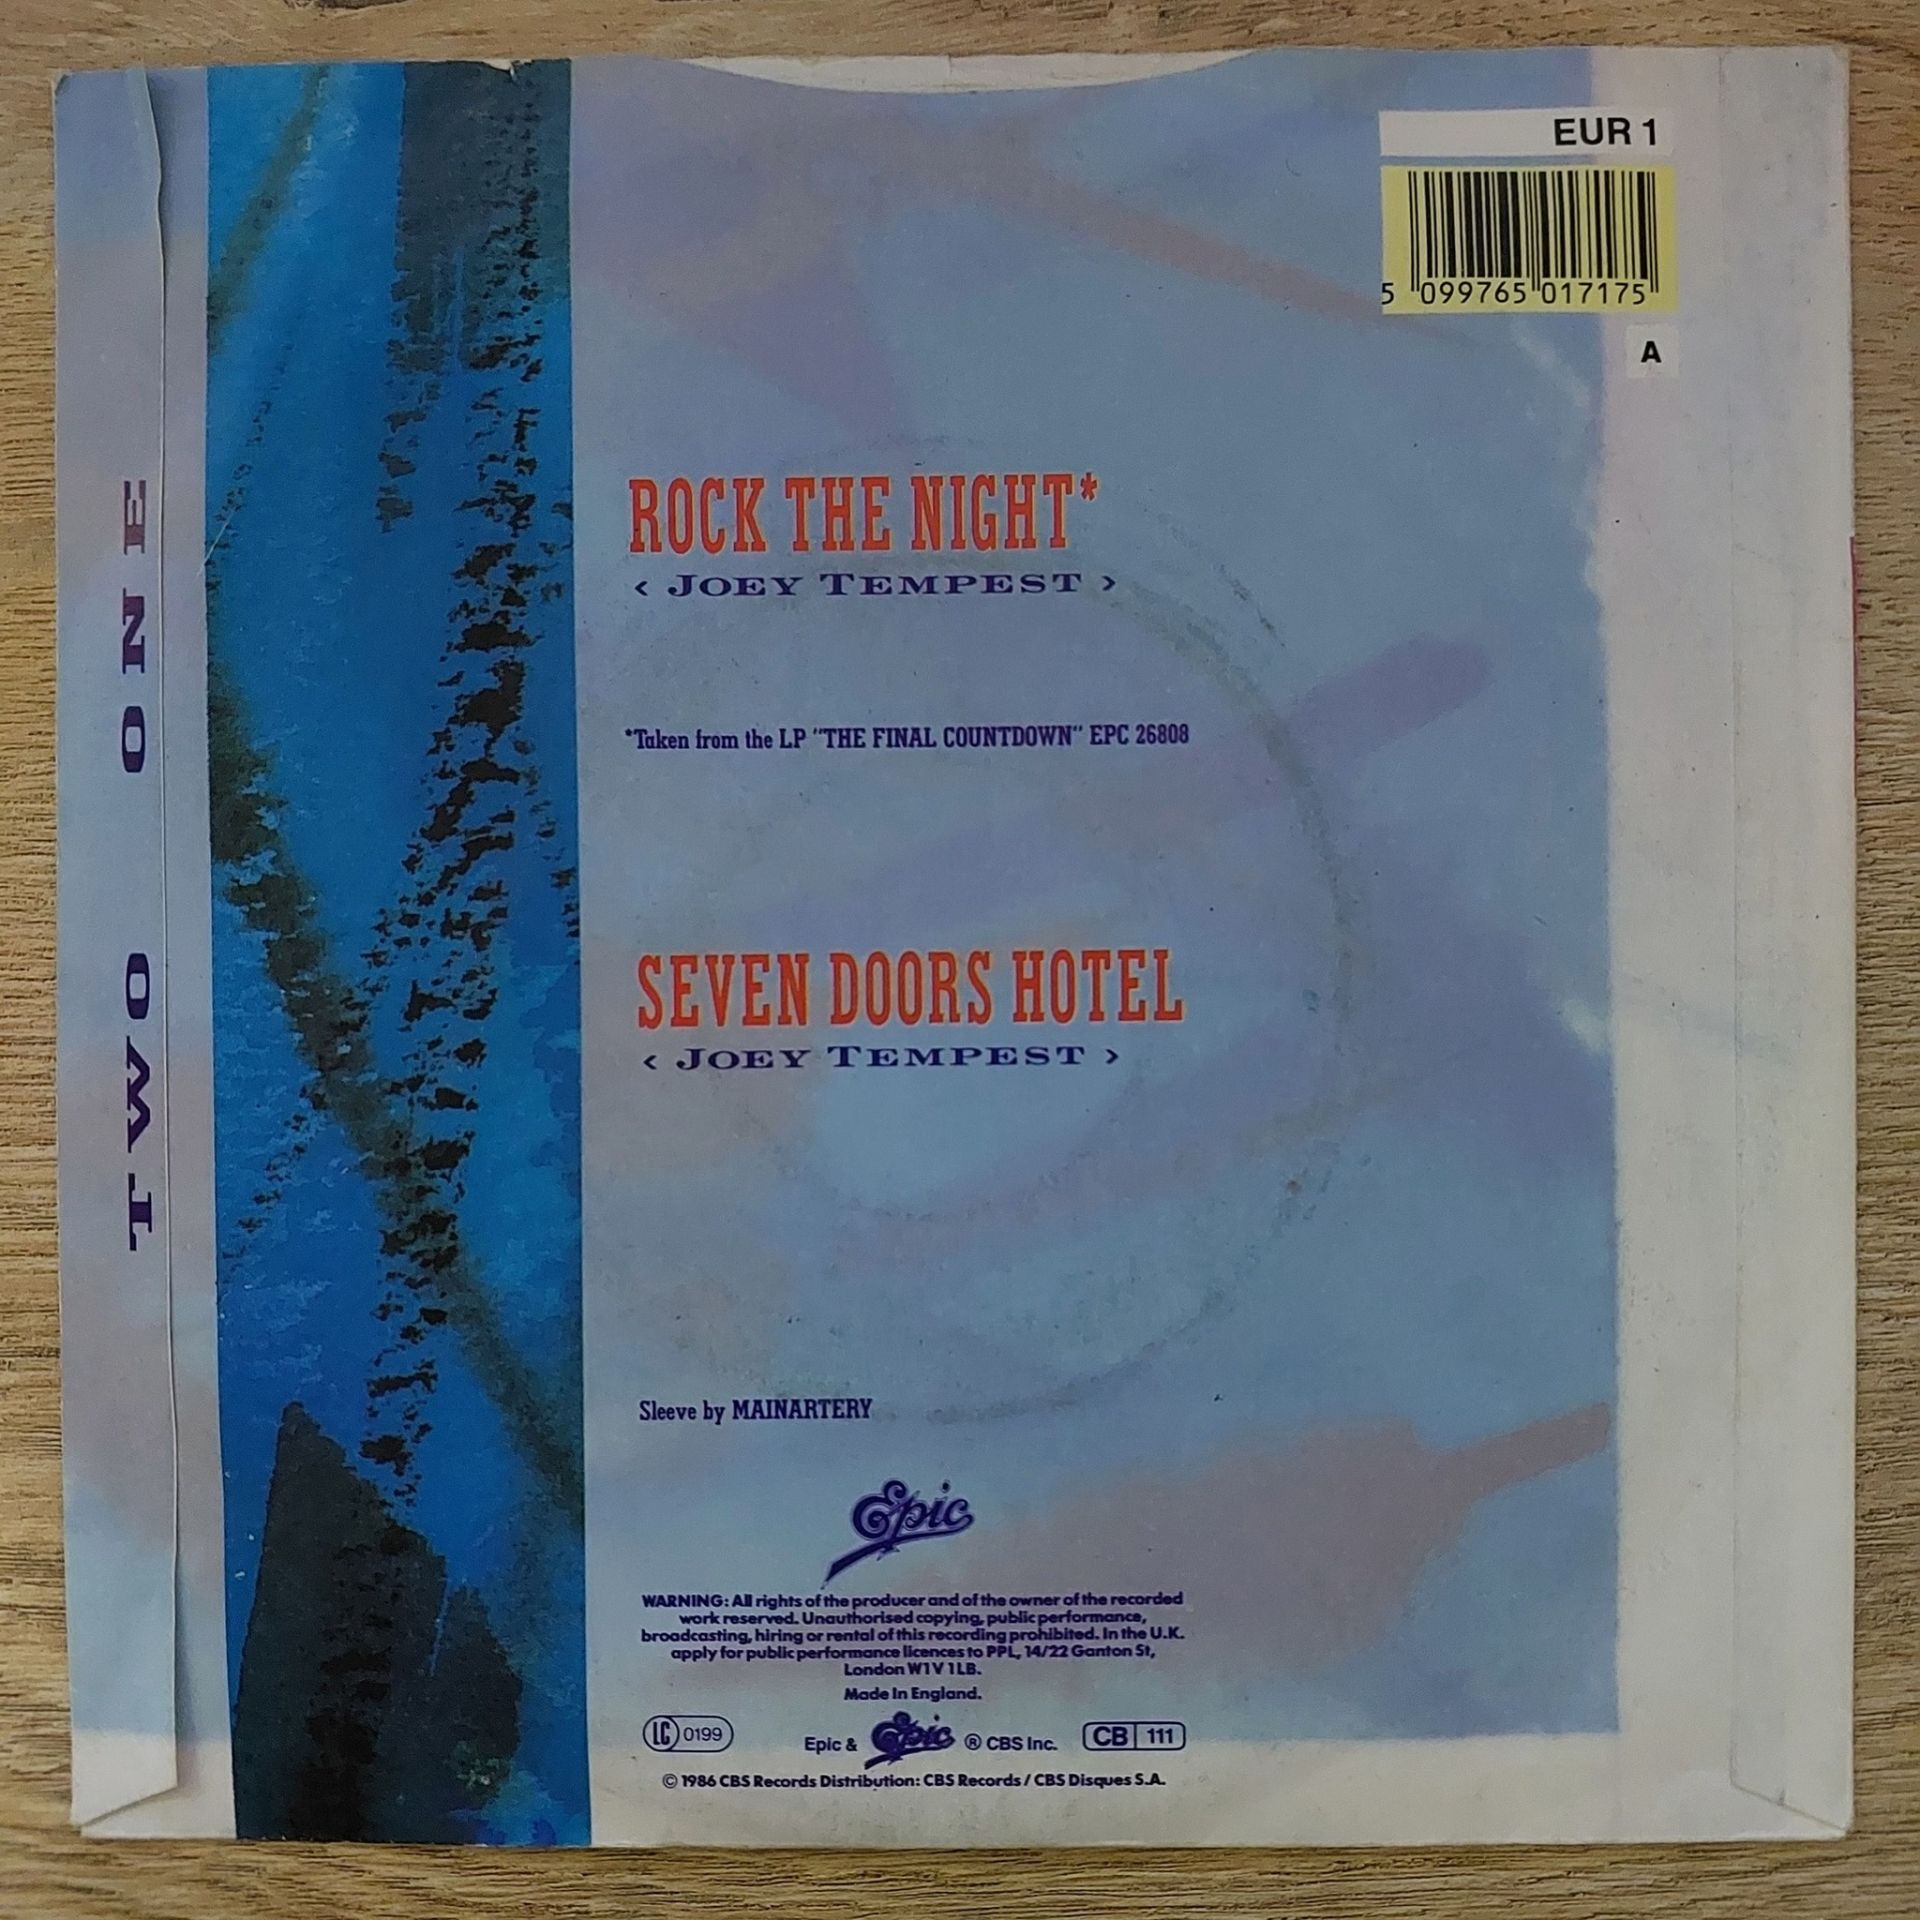 EUR 1
5 099765 017175
A
ONE
TWO
ROCK THE NIGHT*
‹ JOEY TEMPEST ›
*Taken from the LP "THE FINAL COUNTDOWN" EPC 26808
SEVEN DOORS HOTEL
‹ JOEY TEMPEST ›
Sleeve by MAINARTERY
Epic
WARNING: All rights of the producer and of the owner of the recorded
work reserved. Unauthorised copying, public performance,
broadcasting, hiring or rental of this recording prohibited. In the U.K.
apply for public performance licences to PPL, 14/22 Ganton St,
London W1V 1LB.
Made In England.
LC 0199 Epic & Epic ® CBS Inc. CB 111
© 1986 CBS Records Distribution: CBS Records / CBS Disques S.A.